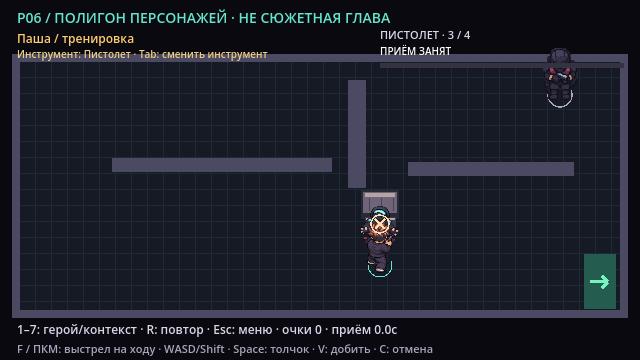 P06 / ПОЛИГОН ПЕРСОНАЖЕЙ · НЕ СЮЖЕТНАЯ ГЛАВА
Паша / тренировка
ПИСТОЛЕТ · 3 / 4
Инструмент: Пистолет · Tab: сменить инструмент
ПРИЁМ ЗАНЯТ
1–7: герой/контекст · R: повтор · Esc: меню · очки 0 · приём 0.0с
F / ПКМ: выстрел на ходу · WASD/Shift · Space: толчок · V: добить · C: отмена